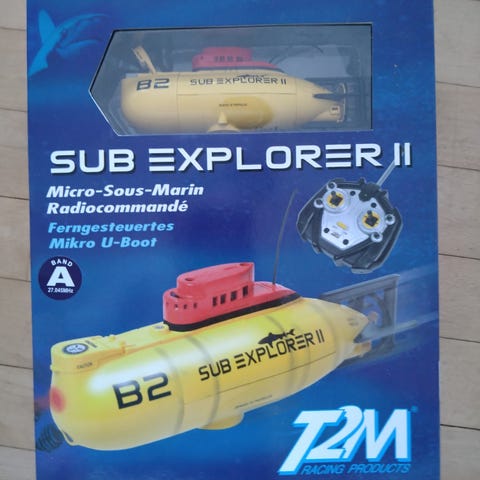 B2 SUB EXPLORER II
SUB EXPLORER II
Micro-Sous-Marin
Radiocommandé
Ferngesteuertes
Mikro U-Boot
BAND
A
27.045MHz
CAUTION
B2 SUB EXPLORER II
T2M®
RACING PRODUCTS